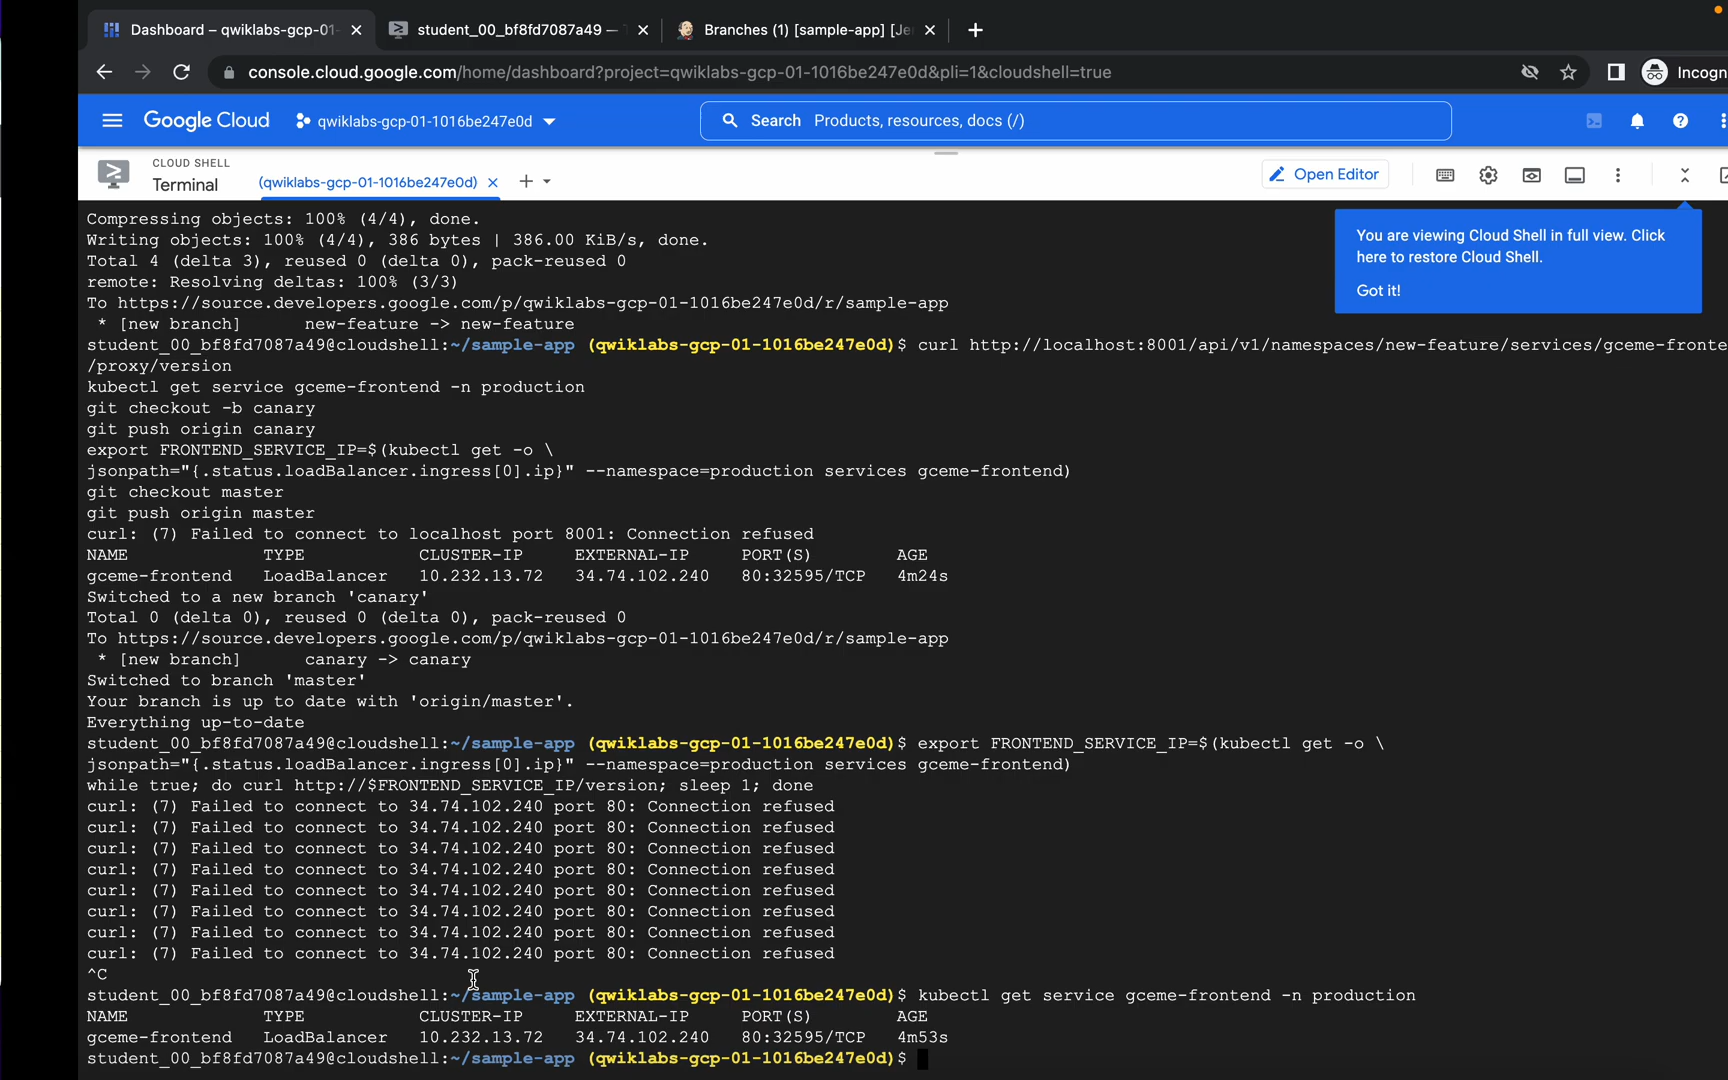 Dashboard – qwiklabs-gcp-01-
student_00_bf8fd7087a49 —
Branches (1) [sample-app] [Je
console.cloud.google.com/home/dashboard?project=qwiklabs-gcp-01-1016be247e0d&pli=1&cloudshell=true
Incogn
Google Cloud
qwiklabs-gcp-01-1016be247e0d
Search Products, resources, docs (/)
CLOUD SHELL
Terminal
(qwiklabs-gcp-01-1016be247e0d)
Open Editor
You are viewing Cloud Shell in full view. Click
here to restore Cloud Shell.
Got it!
Compressing objects: 100% (4/4), done.
Writing objects: 100% (4/4), 386 bytes | 386.00 KiB/s, done.
Total 4 (delta 3), reused 0 (delta 0), pack-reused 0
remote: Resolving deltas: 100% (3/3)
To https://source.developers.google.com/p/qwiklabs-gcp-01-1016be247e0d/r/sample-app
* [new branch] new-feature -> new-feature
student_00_bf8fd7087a49@cloudshell:~/sample-app (qwiklabs-gcp-01-1016be247e0d)$ curl http://localhost:8001/api/v1/namespaces/new-feature/services/gceme-fronte
/proxy/version
kubectl get service gceme-frontend -n production
git checkout -b canary
git push origin canary
export FRONTEND_SERVICE_IP=$(kubectl get -o \
jsonpath="{.status.loadBalancer.ingress[0].ip}" --namespace=production services gceme-frontend)
git checkout master
git push origin master
curl: (7) Failed to connect to localhost port 8001: Connection refused
NAME TYPE CLUSTER-IP EXTERNAL-IP PORT(S) AGE
gceme-frontend LoadBalancer 10.232.13.72 34.74.102.240 80:32595/TCP 4m24s
Switched to a new branch 'canary'
Total 0 (delta 0), reused 0 (delta 0), pack-reused 0
To https://source.developers.google.com/p/qwiklabs-gcp-01-1016be247e0d/r/sample-app
* [new branch] canary -> canary
Switched to branch 'master'
Your branch is up to date with 'origin/master'.
Everything up-to-date
student_00_bf8fd7087a49@cloudshell:~/sample-app (qwiklabs-gcp-01-1016be247e0d)$ export FRONTEND_SERVICE_IP=$(kubectl get -o \
jsonpath="{.status.loadBalancer.ingress[0].ip}" --namespace=production services gceme-frontend)
while true; do curl http://$FRONTEND_SERVICE_IP/version; sleep 1; done
curl: (7) Failed to connect to 34.74.102.240 port 80: Connection refused
curl: (7) Failed to connect to 34.74.102.240 port 80: Connection refused
curl: (7) Failed to connect to 34.74.102.240 port 80: Connection refused
curl: (7) Failed to connect to 34.74.102.240 port 80: Connection refused
curl: (7) Failed to connect to 34.74.102.240 port 80: Connection refused
curl: (7) Failed to connect to 34.74.102.240 port 80: Connection refused
curl: (7) Failed to connect to 34.74.102.240 port 80: Connection refused
curl: (7) Failed to connect to 34.74.102.240 port 80: Connection refused
^C
student_00_bf8fd7087a49@cloudshell:~/sample-app (qwiklabs-gcp-01-1016be247e0d)$ kubectl get service gceme-frontend -n production
NAME TYPE CLUSTER-IP EXTERNAL-IP PORT(S) AGE
gceme-frontend LoadBalancer 10.232.13.72 34.74.102.240 80:32595/TCP 4m53s
student_00_bf8fd7087a49@cloudshell:~/sample-app (qwiklabs-gcp-01-1016be247e0d)$